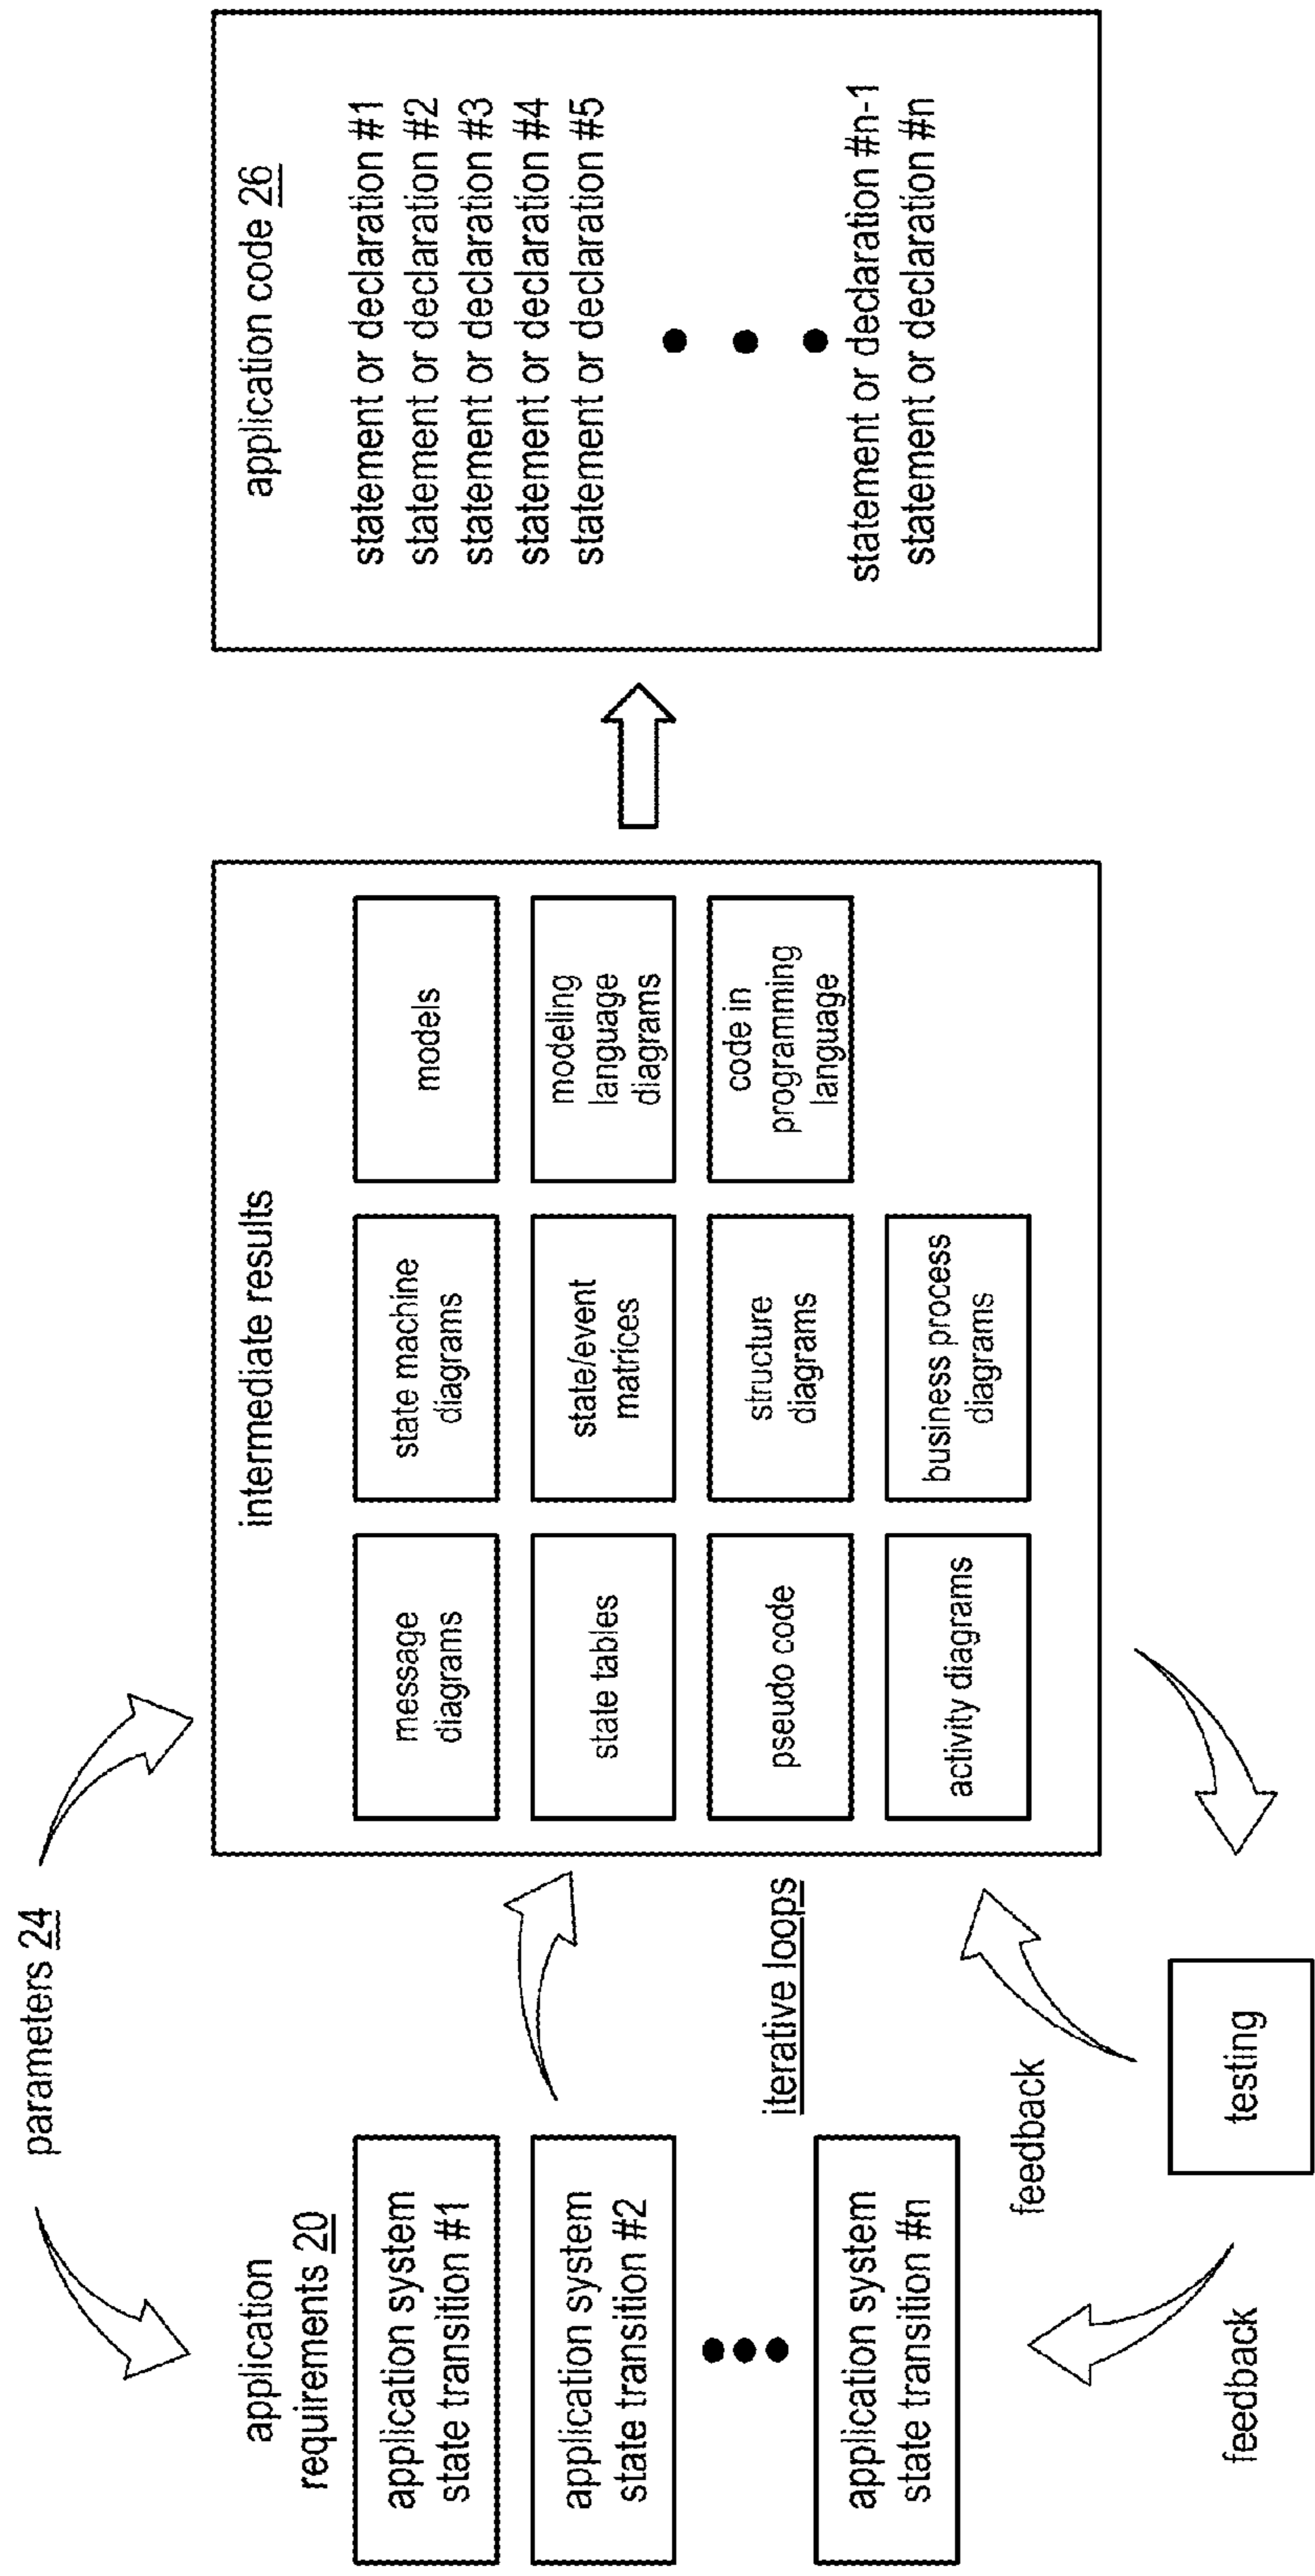 parameters 24
application
requirements 20
application system
state transition #1
application system
state transition #2
application system
state transition #n
iterative loops
feedback
feedback
testing
intermediate results
message
diagrams
state machine
diagrams
models
state tables
state/event
matrices
modeling
language
diagrams
pseudo code
structure
diagrams
code in
programming
language
activity diagrams
business process
diagrams
application code 26
statement or declaration #1
statement or declaration #2
statement or declaration #3
statement or declaration #4
statement or declaration #5
statement or declaration #n-1
statement or declaration #n